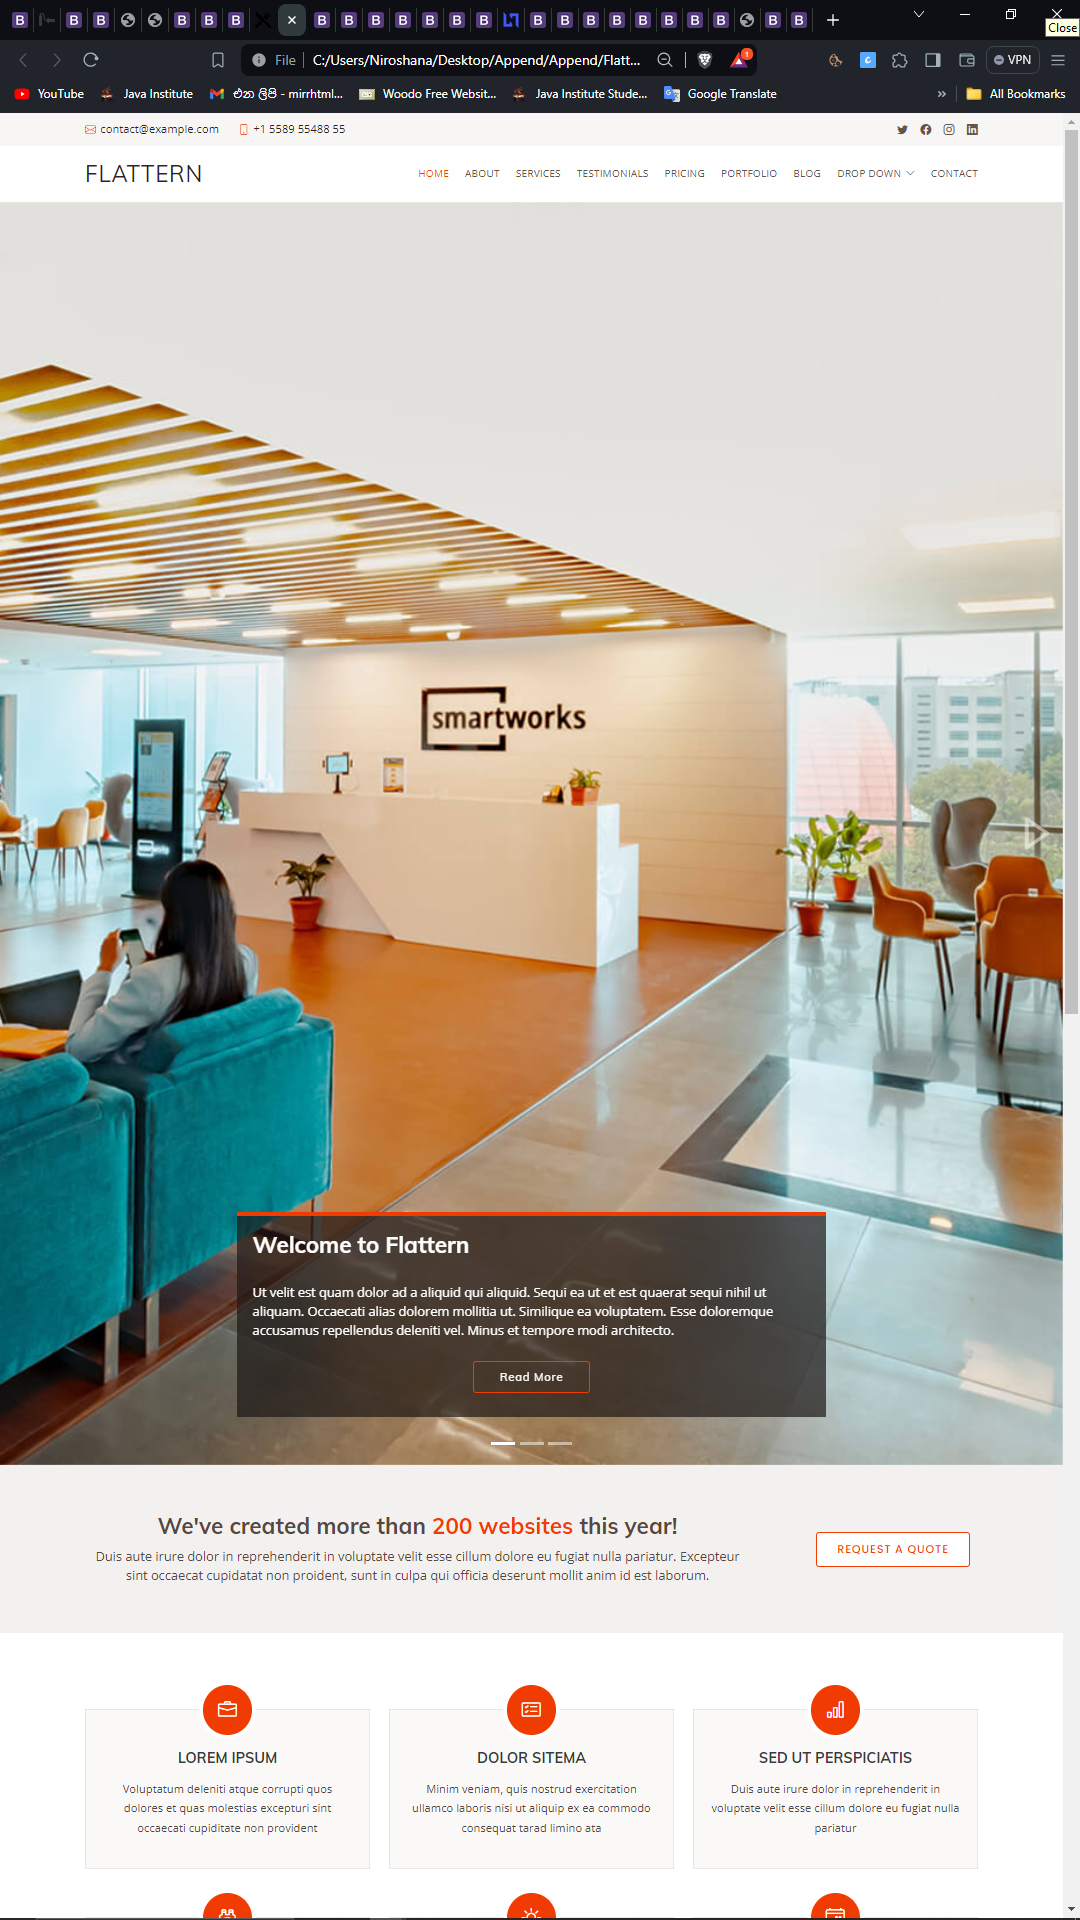 Close
File
C:/Users/Niroshana/Desktop/Append/Append/Flatt...
1
VPN
YouTube
Java Institute
එන ලිපි - mirrhtml...
Woodo Free Websit...
Java Institute Stude...
Google Translate
»
All Bookmarks
contact@example.com
+1 5589 55488 55
FLATTERN
HOME
ABOUT
SERVICES
TESTIMONIALS
PRICING
PORTFOLIO
BLOG
DROP DOWN
CONTACT
smartworks
Welcome to Flattern
Ut velit est quam dolor ad a aliquid qui aliquid. Sequi ea ut et est quaerat sequi nihil ut
aliquam. Occaecati alias dolorem mollitia ut. Similique ea voluptatem. Esse doloremque
accusamus repellendus deleniti vel. Minus et tempore modi architecto.
Read More
We've created more than 200 websites this year!
Duis aute irure dolor in reprehenderit in voluptate velit esse cillum dolore eu fugiat nulla pariatur. Excepteur
sint occaecat cupidatat non proident, sunt in culpa qui officia deserunt mollit anim id est laborum.
REQUEST A QUOTE
LOREM IPSUM
Voluptatum deleniti atque corrupti quos
dolores et quas molestias excepturi sint
occaecati cupiditate non provident
DOLOR SITEMA
Minim veniam, quis nostrud exercitation
ullamco laboris nisi ut aliquip ex ea commodo
consequat tarad limino ata
SED UT PERSPICIATIS
Duis aute irure dolor in reprehenderit in
voluptate velit esse cillum dolore eu fugiat nulla
pariatur